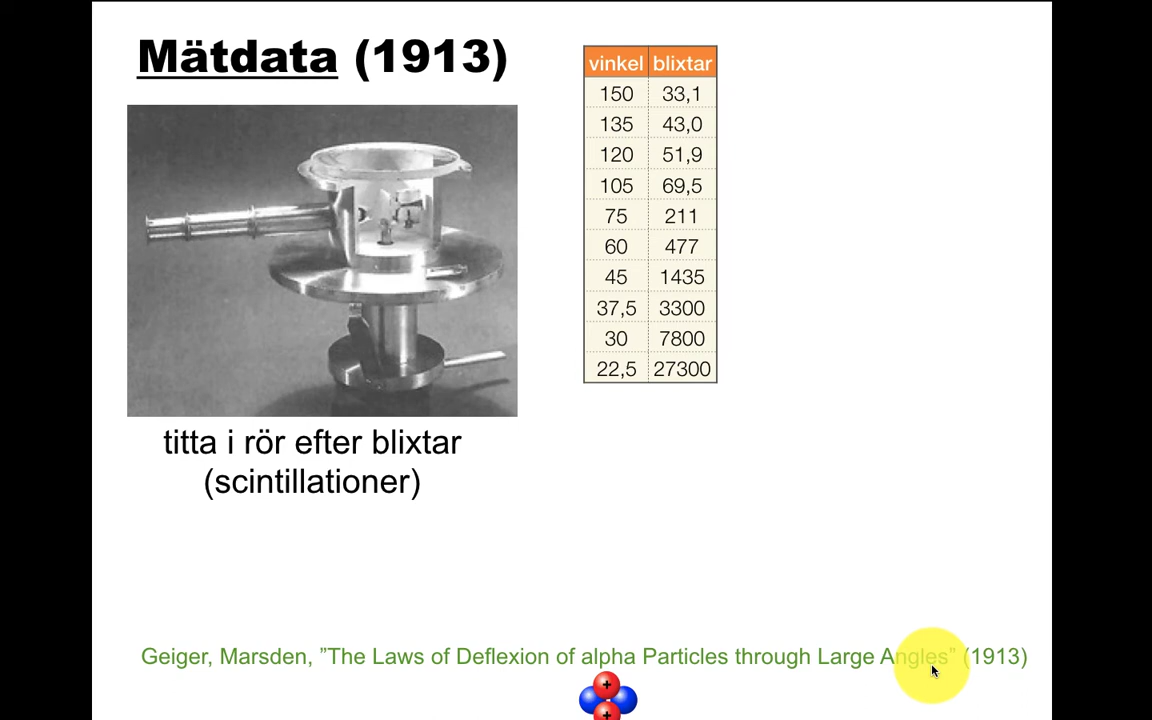 Mätdata (1913)
vinkel blixtar
150 33,1
135 43,0
120 51,9
105 69,5
75 211
60 477
45 1435
37,5 3300
30 7800
22,5 27300
titta i rör efter blixtar
(scintillationer)
Geiger, Marsden, ”The Laws of Deflexion of alpha Particles through Large Angles” (1913)
+
+